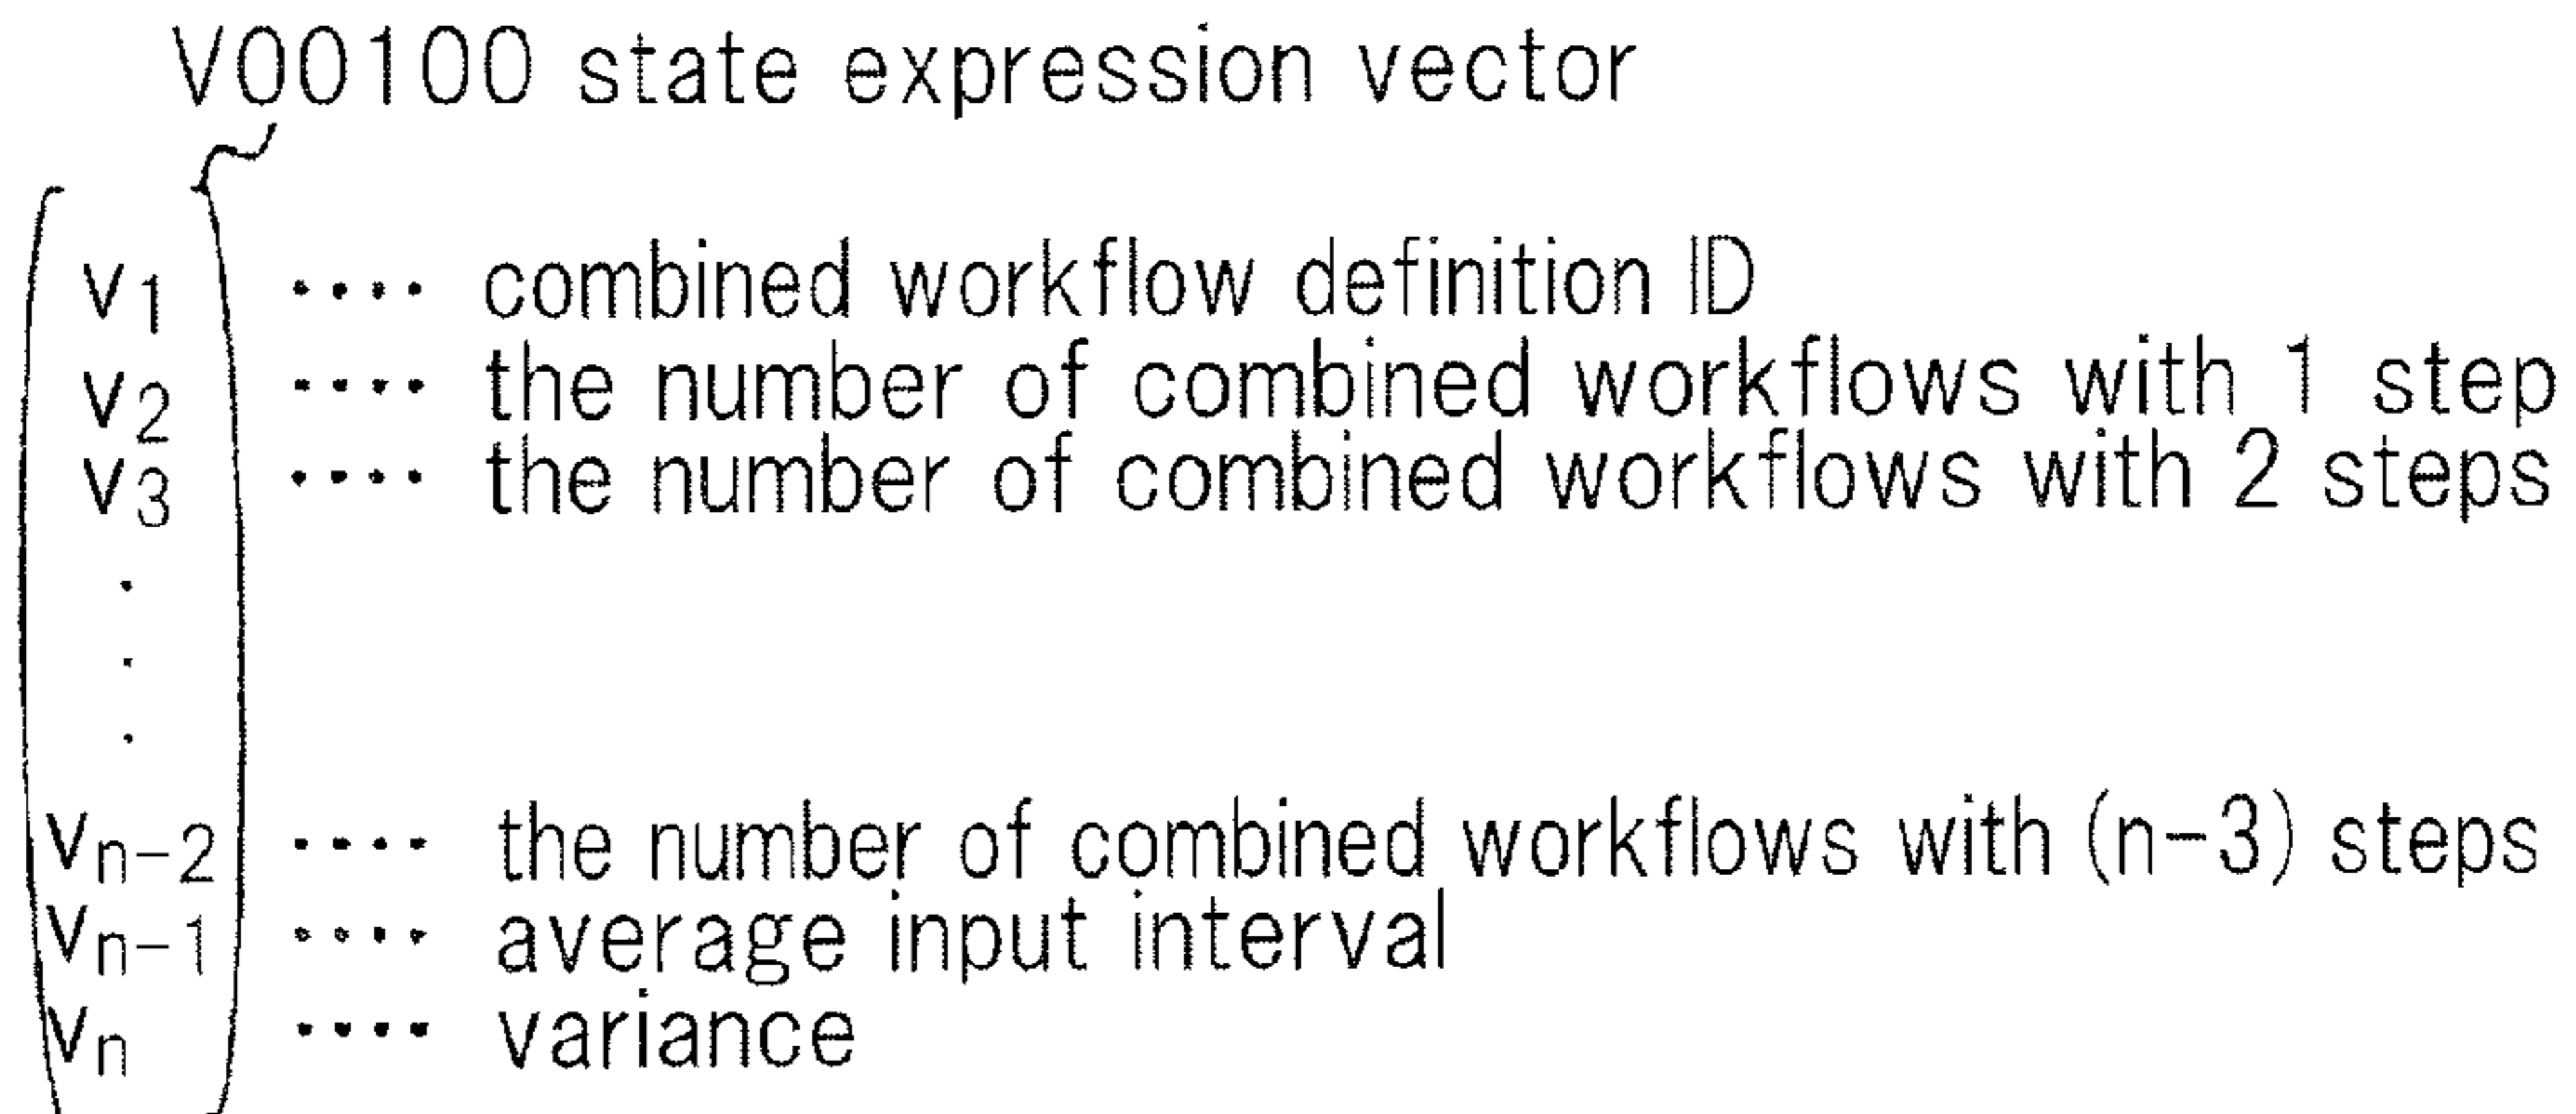 V00100 state expression vector
v1 ···· combined workflow definition ID
v2 ···· the number of combined workflows with 1 step
v3 ···· the number of combined workflows with 2 steps
·
·
·
vn-2 ···· the number of combined workflows with (n-3) steps
vn-1 ···· average input interval
vn ···· variance